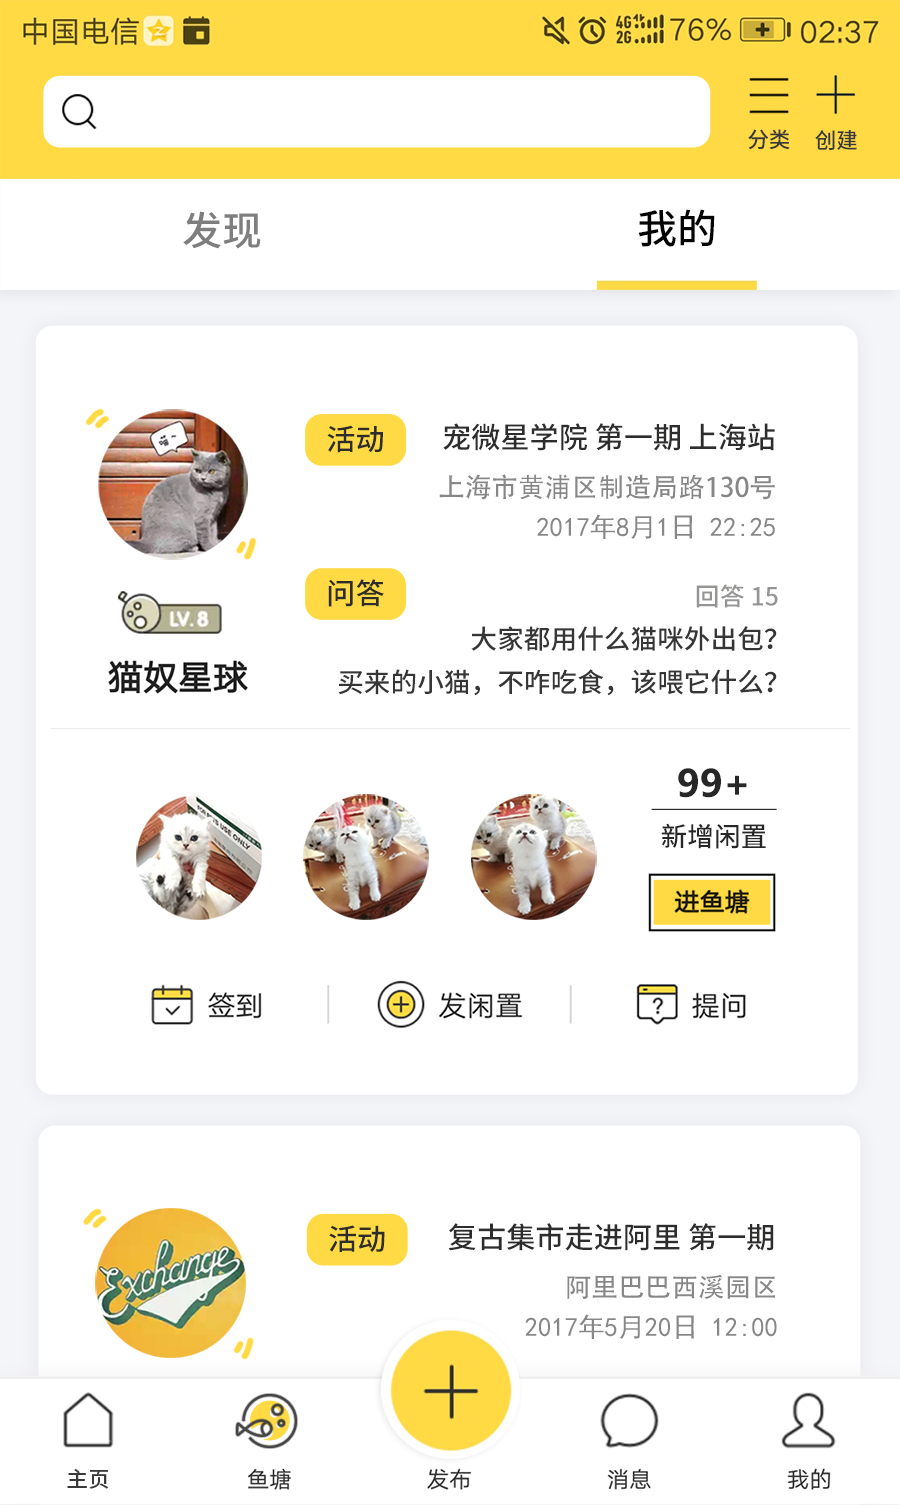 中国电信
4G
2G
76%
02:37
分类
创建
发现
我的
喵~
活动
宠微星学院 第一期 上海站
上海市黄浦区制造局路130号
2017年8月1日 22:25
问答
回答 15
LV.8
大家都用什么猫咪外出包?
猫奴星球
买来的小猫，不咋吃食，该喂它什么?
99+
新增闲置
进鱼塘
签到
发闲置
提问
Exchange
活动
复古集市走进阿里 第一期
阿里巴巴西溪园区
2017年5月20日 12:00
主页
鱼塘
发布
消息
我的